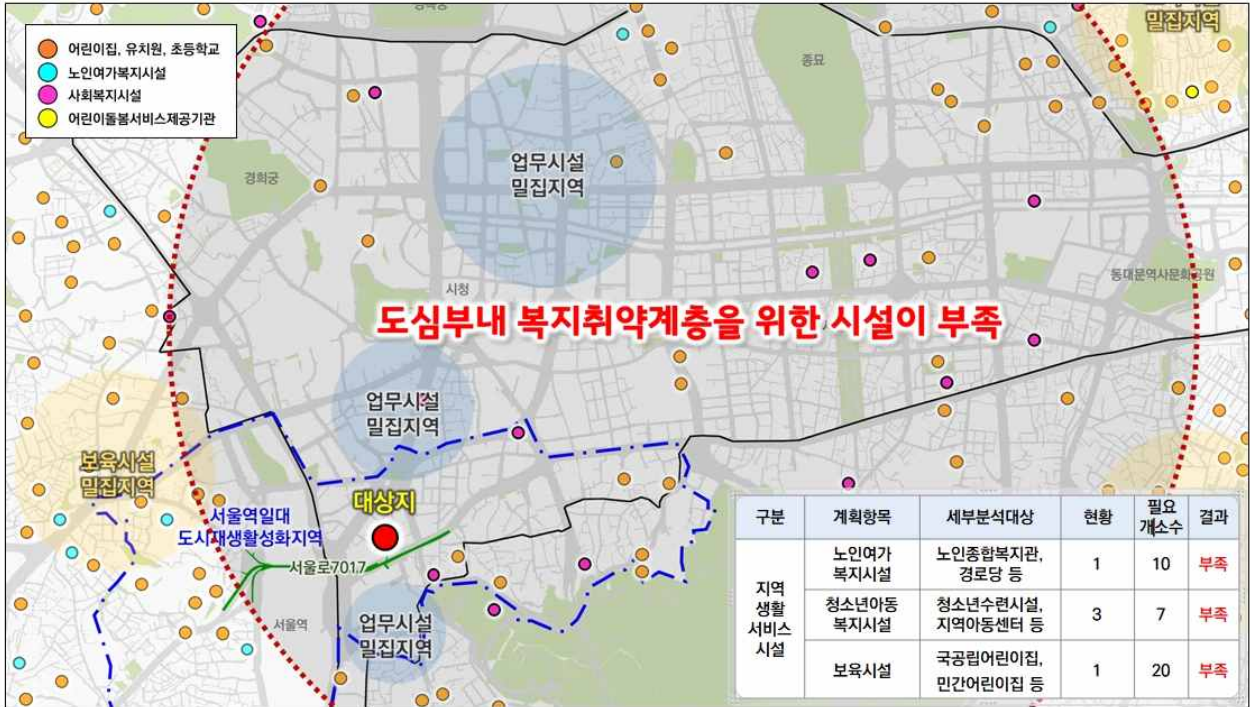 어린이집, 유치원, 초등학교
노인여가복지시설
사회복지시설
어린이돌봄서비스제공기관
밀집지역
종묘
경희궁
업무시설
밀집지역
시청
동대문역사문화공원
도심부내 복지취약계층을 위한 시설이 부족
업무시설
밀집지역
보육시설
밀집지역
대상지
서울역일대
도시재생활성화지역
서울로7017
서울역
업무시설
밀집지역
구분 계획항목 세부분석대상 현황 필요 개소수 결과
지역
생활
서비스
시설
노인여가
복지시설
노인종합복지관,
경로당 등
1 10 부족
청소년아동
복지시설
청소년수련시설,
지역아동센터 등
3 7 부족
보육시설
국공립어린이집,
민간어린이집 등
1 20 부족